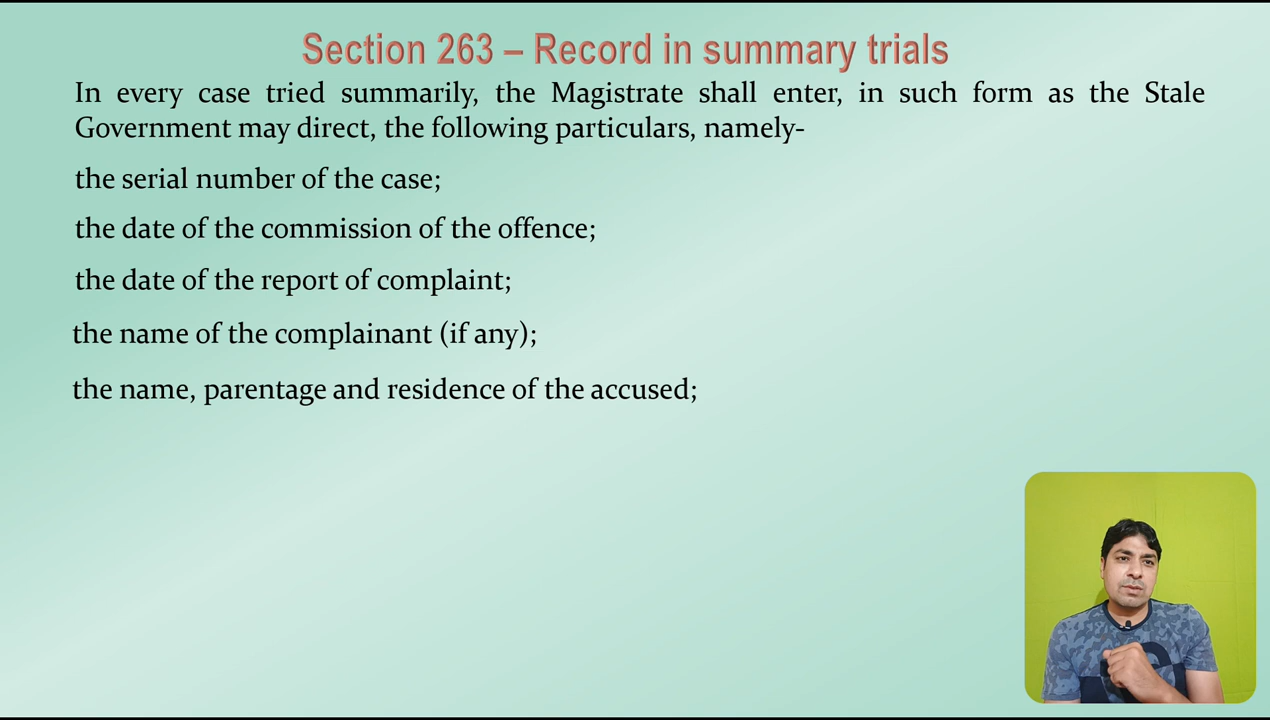 Section 263 – Record in summary trials
In every case tried summarily, the Magistrate shall enter, in such form as the Stale
Government may direct, the following particulars, namely-
the serial number of the case;
the date of the commission of the offence;
the date of the report of complaint;
the name of the complainant (if any);
the name, parentage and residence of the accused;